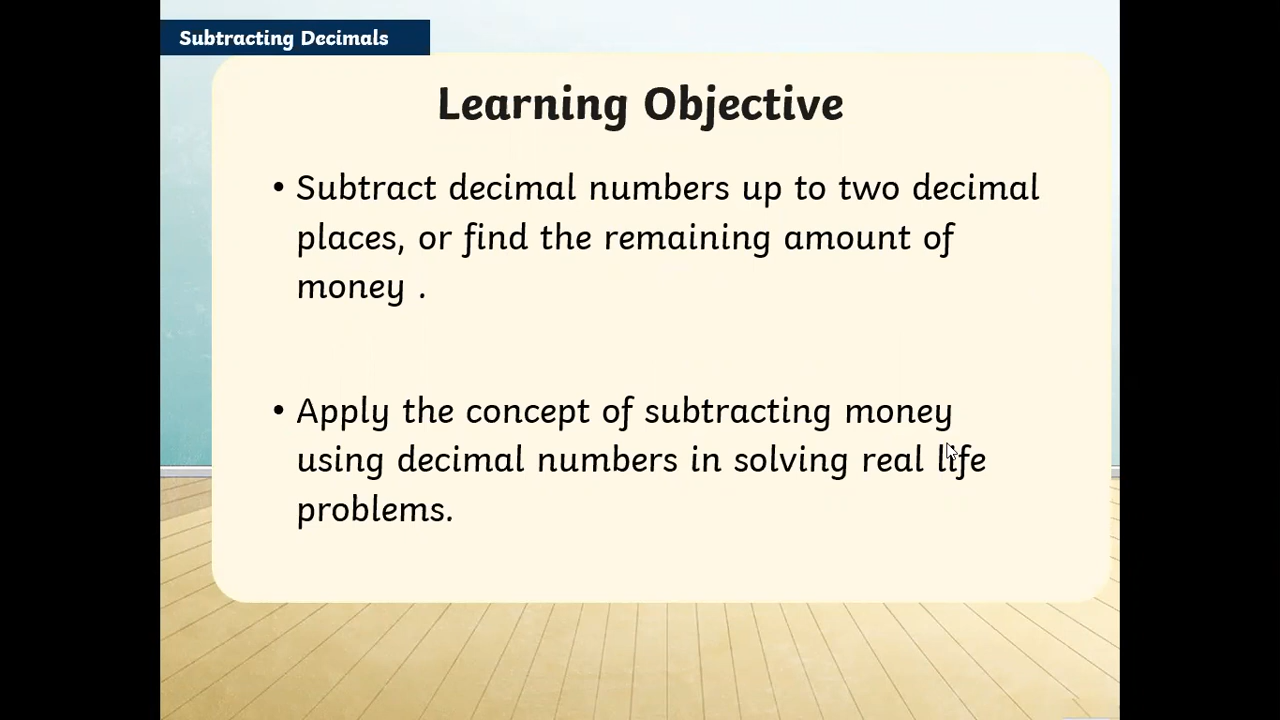 Subtracting Decimals
Learning Objective
• Subtract decimal numbers up to two decimal
places, or find the remaining amount of
money .
• Apply the concept of subtracting money
using decimal numbers in solving real life
problems.